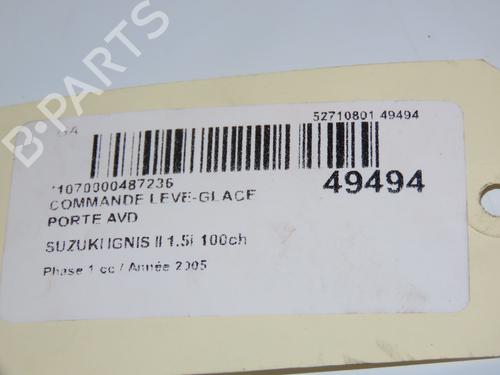 B-PARTS
52710801 49494
*1070000487236
49494
COMMANDE LEVE-GLACE
PORTE AVD
SUZUKI IGNIS II 1.5i 100ch
Phase 1 cc / Année 2005